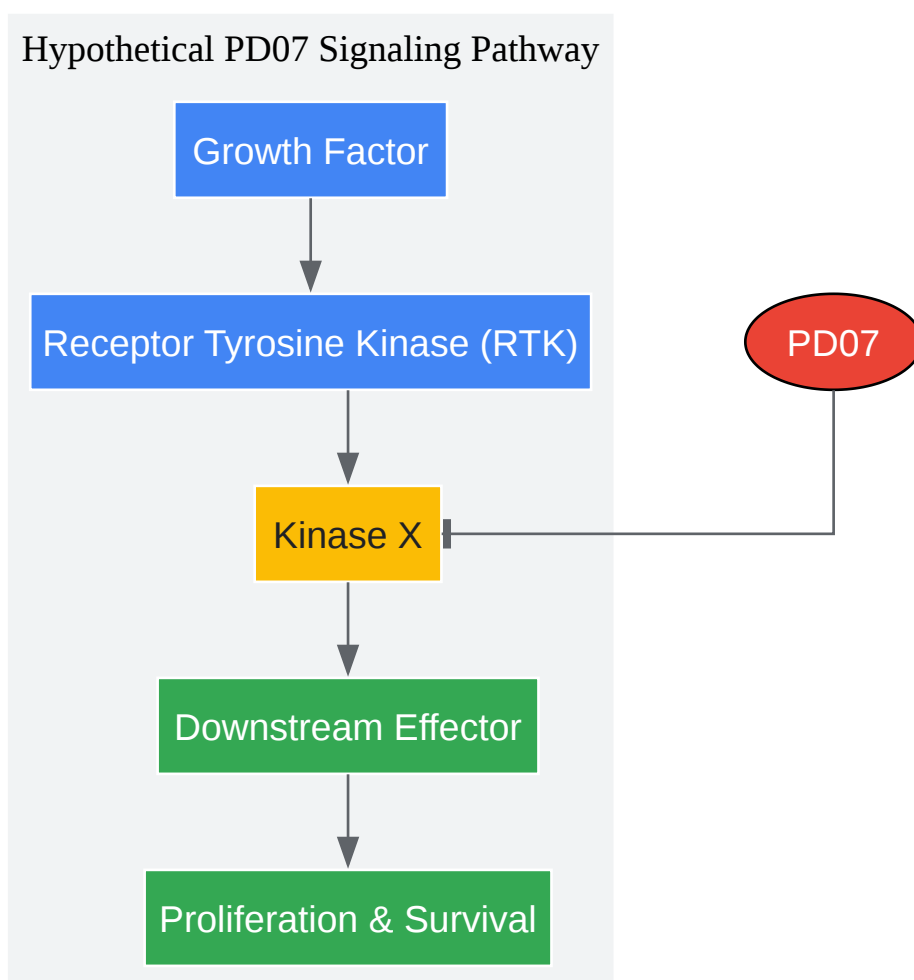 Hypothetical PD07 Signaling Pathway
Growth Factor
Receptor Tyrosine Kinase (RTK)
PD07
Kinase X
Downstream Effector
Proliferation & Survival